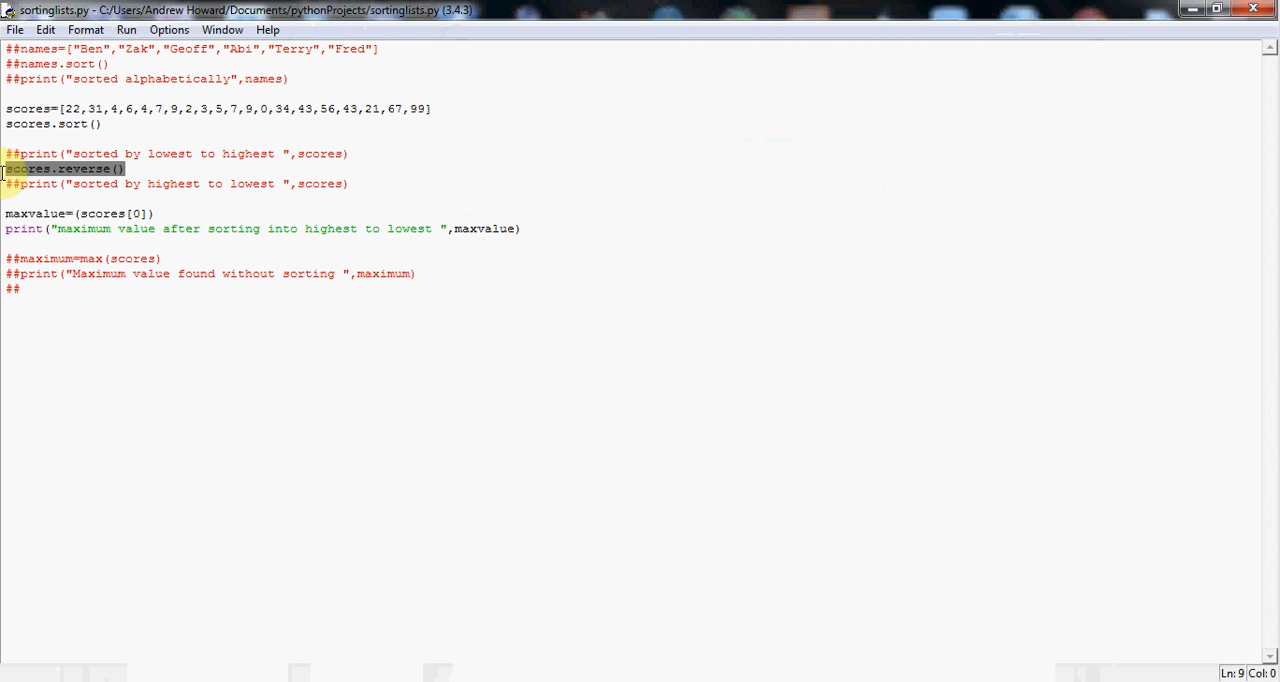 sortinglists.py - C:/Users/Andrew Howard/Documents/pythonProjects/sortinglists.py (3.4.3)
File Edit Format Run Options Window Help
##names=["Ben","Zak","Geoff","Abi","Terry","Fred"]
##names.sort()
##print("sorted alphabetically",names)
scores=[22,31,4,6,4,7,9,2,3,5,7,9,0,34,43,56,43,21,67,99]
scores.sort()
##print("sorted by lowest to highest ",scores)
scores.reverse()
##print("sorted by highest to lowest ",scores)
maxvalue=(scores[0])
print("maximum value after sorting into highest to lowest ",maxvalue)
##maximum=max(scores)
##print("Maximum value found without sorting ",maximum)
##
Ln: 9 Col: 0